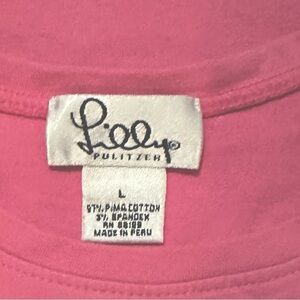 Lilly®
PULITZER
L
97% PIMA COTTON
3% SPANDEX
RN
MADE IN PERU